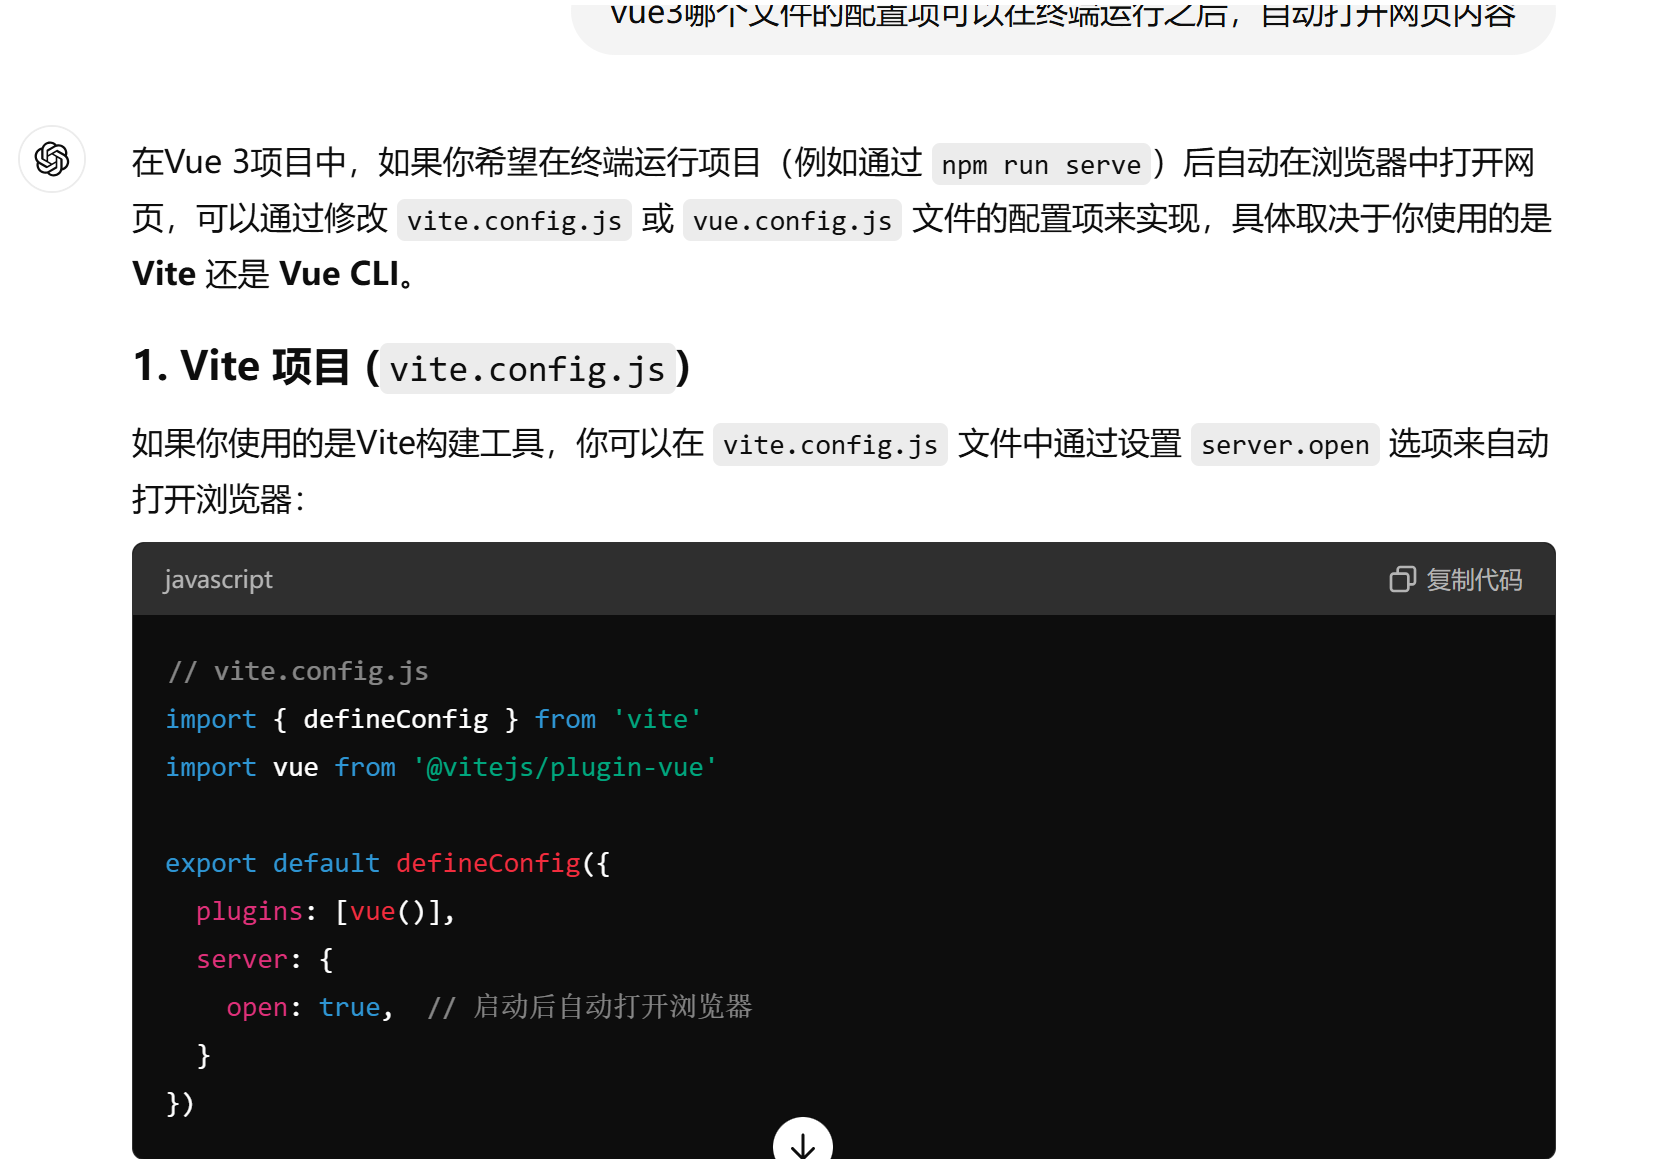 vue3哪个文件的配置项可以在终端运行之后，自动打开网页内容
在Vue 3项目中，如果你希望在终端运行项目（例如通过 npm run serve）后自动在浏览器中打开网
页，可以通过修改 vite.config.js 或 vue.config.js 文件的配置项来实现，具体取决于你使用的是
Vite 还是 Vue CLI。
1. Vite 项目 (vite.config.js)
如果你使用的是Vite构建工具，你可以在 vite.config.js 文件中通过设置 server.open 选项来自动
打开浏览器：
javascript 复制代码
// vite.config.js
import { defineConfig } from 'vite'
import vue from '@vitejs/plugin-vue'
export default defineConfig({
  plugins: [vue()],
  server: {
    open: true,  // 启动后自动打开浏览器
  }
})